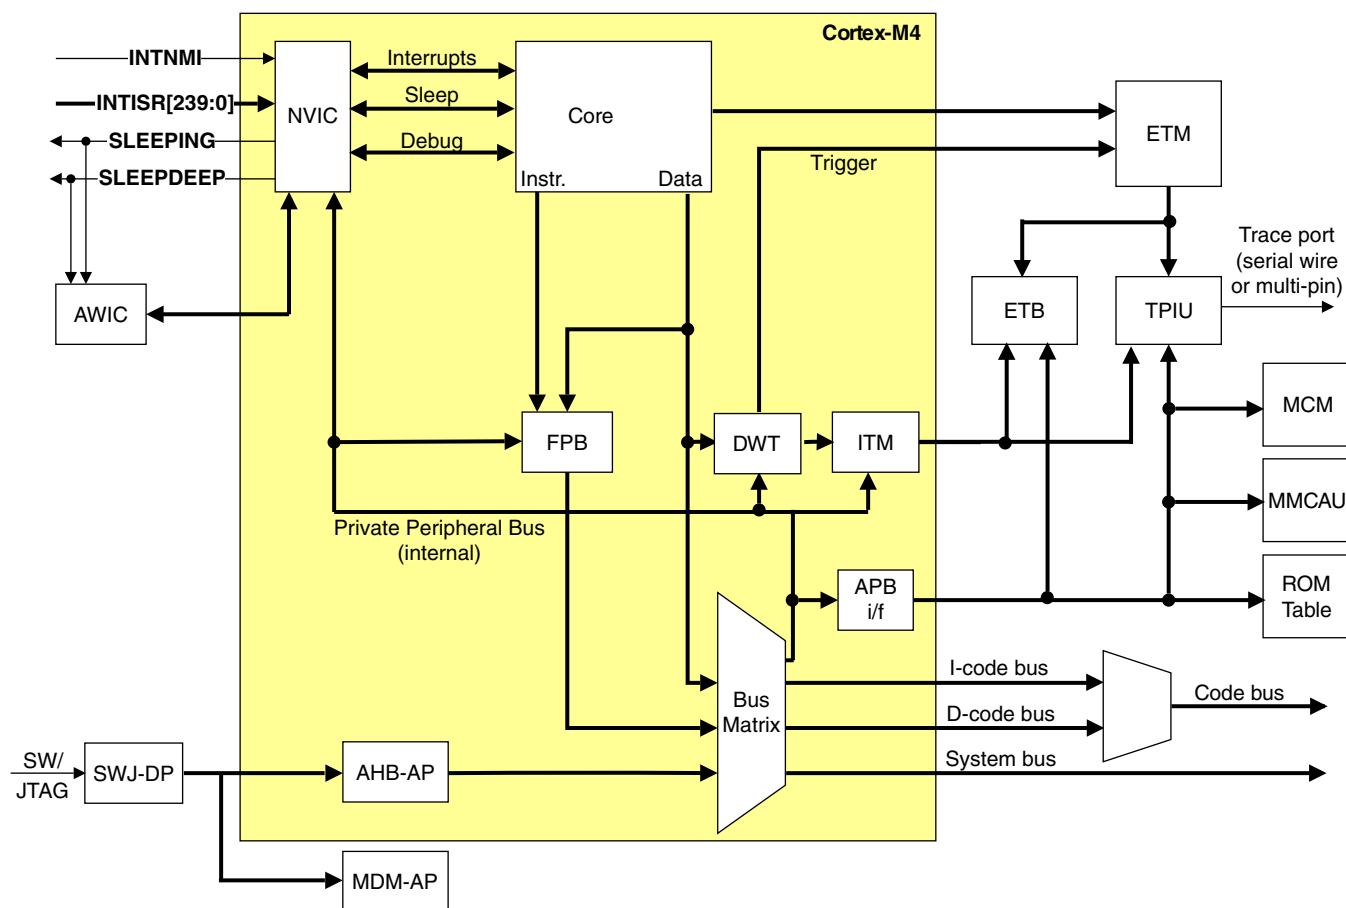 Cortex-M4
INTNMI
INTISR[239:0]
SLEEPING
SLEEPDEEP
NVIC
Interrupts
Sleep
Debug
Core
Instr.
Data
ETM
Trigger
Trace port
(serial wire
or multi-pin)
AWIC
ETB
TPIU
MCM
FPB
DWT
ITM
MMCAU
Private Peripheral Bus
(internal)
APB
i/f
ROM
Table
I-code bus
Code bus
Bus
Matrix
D-code bus
SW/
JTAG
SWJ-DP
AHB-AP
System bus
MDM-AP